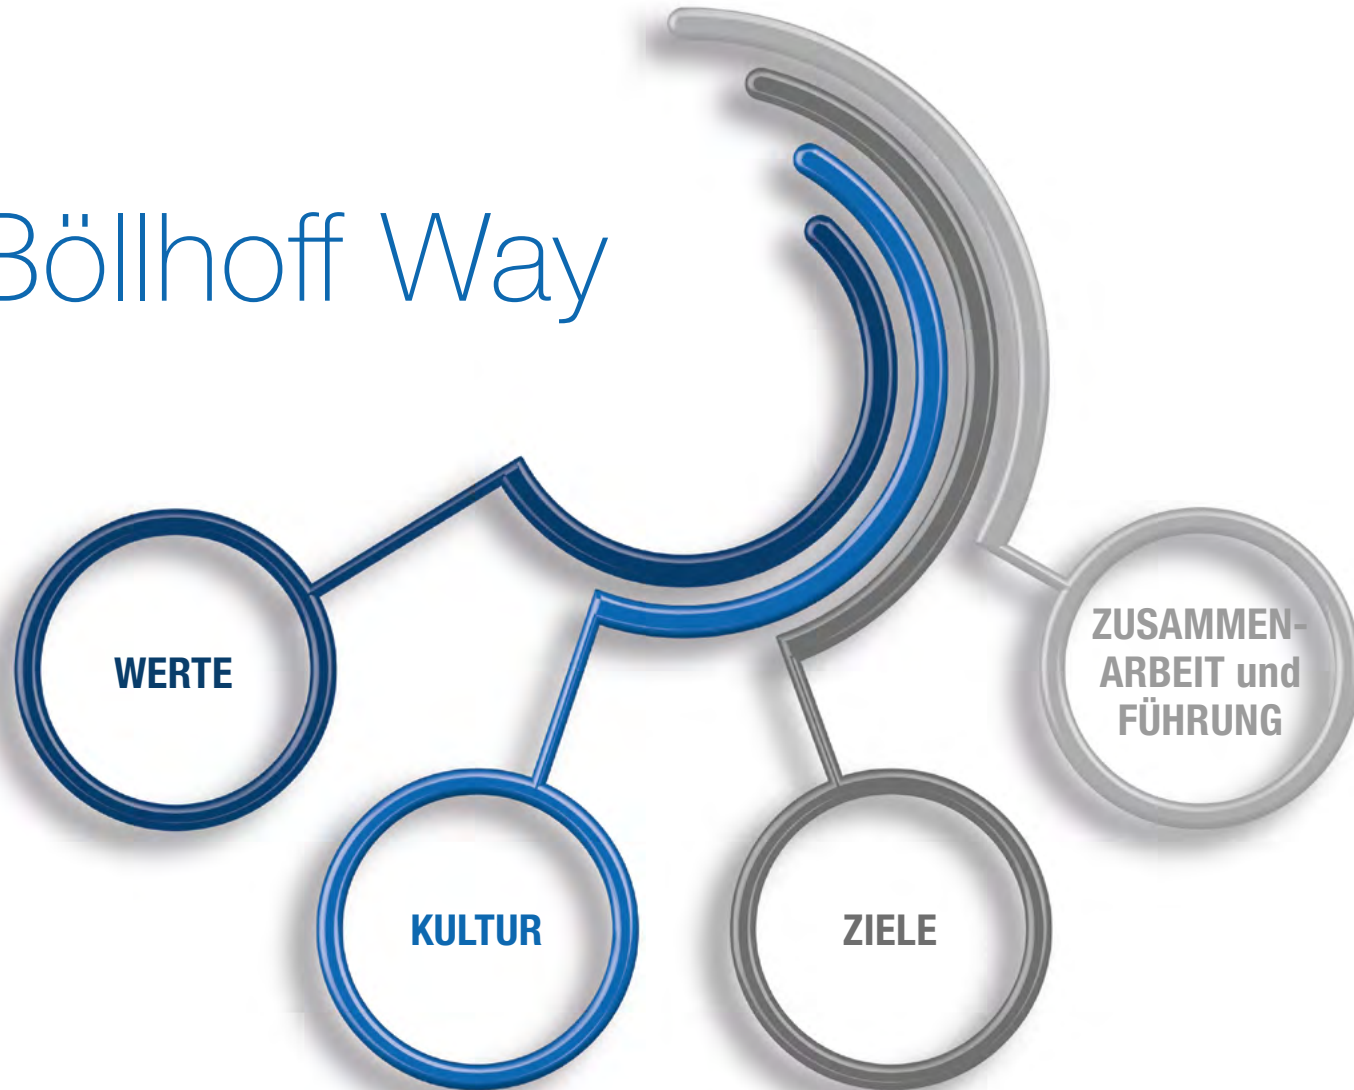 Böllhoff Way
WERTE
KULTUR
ZIELE
ZUSAMMEN-
ARBEIT und
FÜHRUNG